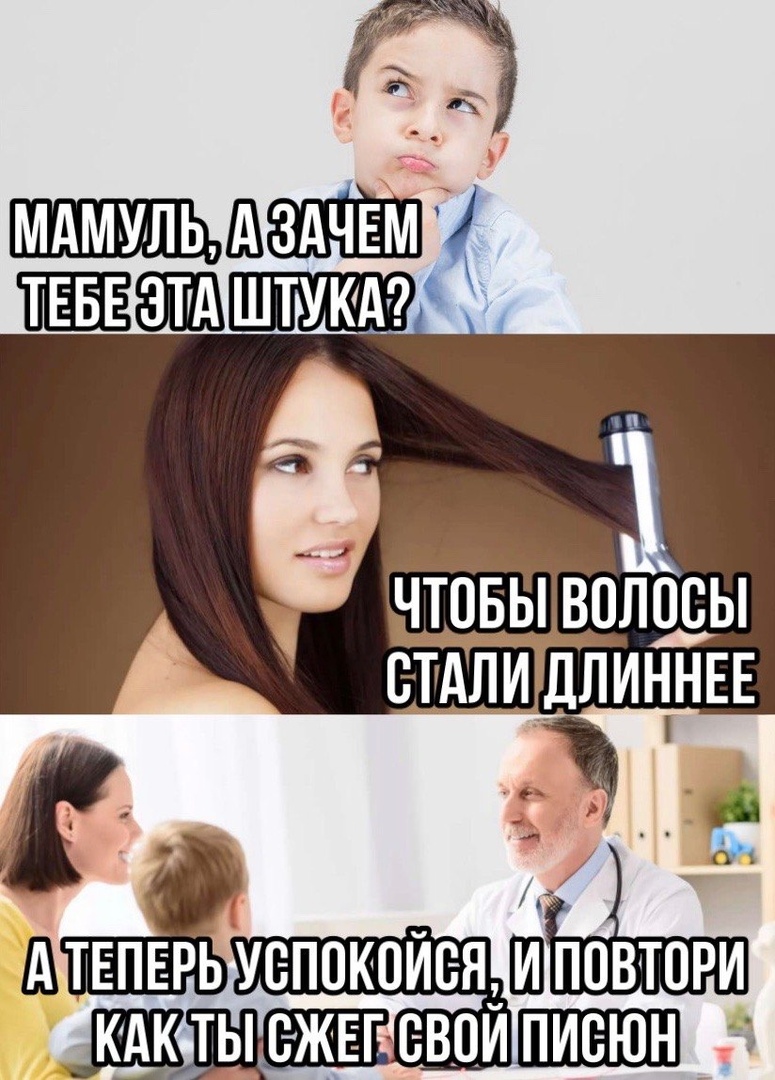 МАМУЛЬ, А ЗАЧЕМ
ТЕБЕ ЭТА ШТУКА?
ЧТОБЫ ВОЛОСЫ
СТАЛИ ДЛИННЕЕ
А ТЕПЕРЬ УСПОКОЙСЯ, И ПОВТОРИ
КАК ТЫ СЖЕГ СВОЙ ПИСЮН